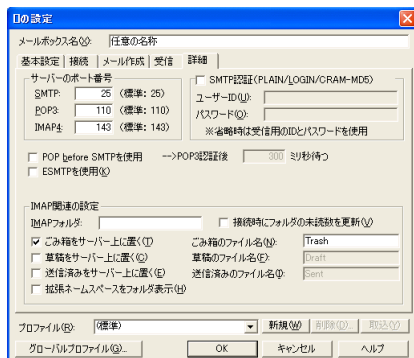 の設定
メールボックス名(X): 任意の名称
基本設定 接続 メール作成 受信 詳細
サーバーのポート番号
SMTP: 25 (標準: 25)
POP3: 110 (標準: 110)
IMAP4: 143 (標準: 143)
SMTP認証(PLAIN/LOGIN/CRAM-MD5)
ユーザーID(U):
パスワード(Q):
※省略時は受信用のIDとパスワードを使用
POP before SMTPを使用 -->POP3認証後 300 ミリ秒待つ
ESMTPを使用(K)
IMAP関連の設定
IMAPフォルダ: 接続時にフォルダの未読数を更新(V)
ごみ箱をサーバー上に置く(T) ごみ箱のファイル名(N): Trash
草稿をサーバー上に置く(C) 草稿のファイル名(F): Draft
送信済みをサーバー上に置く(E) 送信済みのファイル名(I): Sent
拡張ネームスペースをフォルダ表示(H)
プロファイル(R): (標準) 新規(W) 削除(D)... 取込(Y)
グローバルプロファイル(G)... OK キャンセル ヘルプ